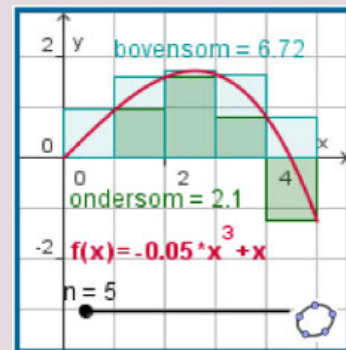 2
y
bovensom = 6.72
0
x
0
2
4
ondersom = 2.1
-2
f(x)=-0.05*x³+x
n = 5